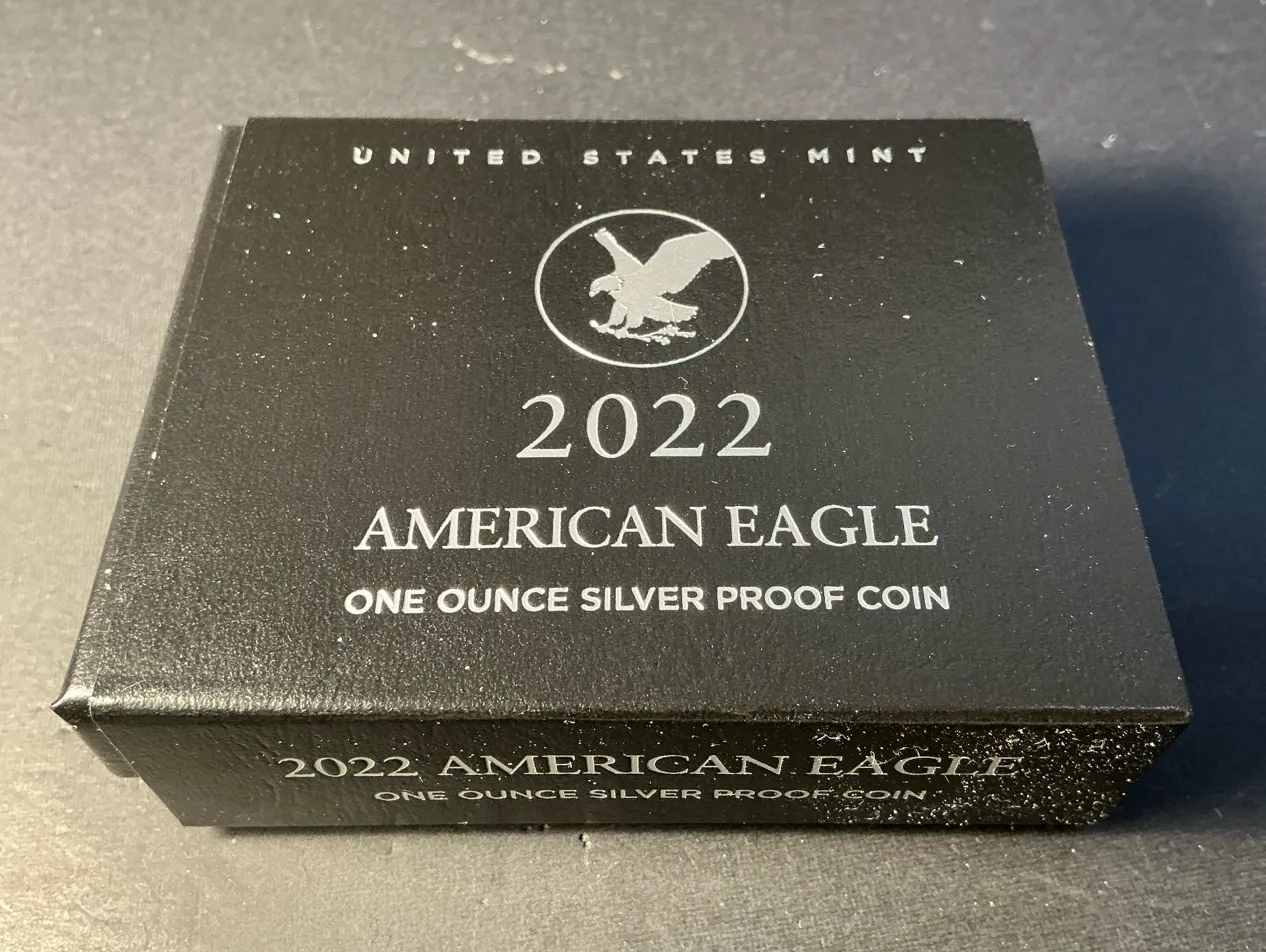 UNITED STATES MINT
2022
AMERICAN EAGLE
ONE OUNCE SILVER PROOF COIN
2022 AMERICAN EAGLE
ONE OUNCE SILVER PROOF COIN